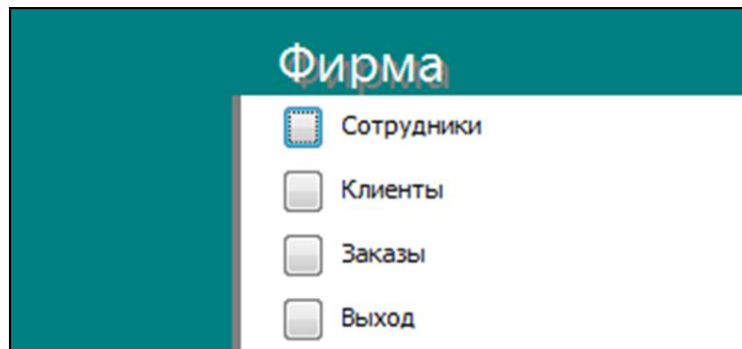 Фирма
Сотрудники
Клиенты
Заказы
Выход